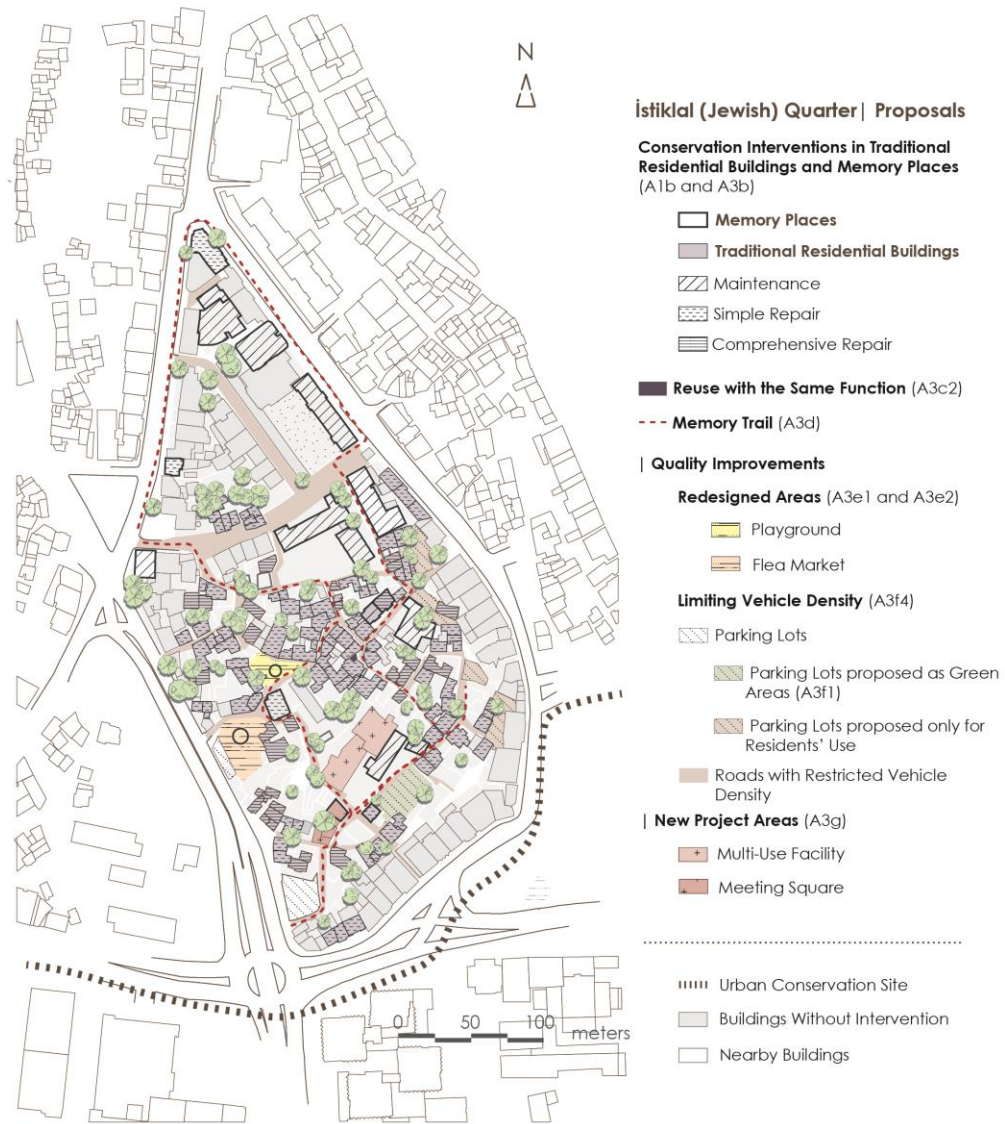 N
İstiklal (Jewish) Quarter| Proposals
Conservation Interventions in Traditional
Residential Buildings and Memory Places
(A1b and A3b)
Memory Places
Traditional Residential Buildings
Maintenance
Simple Repair
Comprehensive Repair
Reuse with the Same Function (A3c2)
Memory Trail (A3d)
| Quality Improvements
Redesigned Areas (A3e1 and A3e2)
Playground
Flea Market
Limiting Vehicle Density (A3f4)
Parking Lots
Parking Lots proposed as Green
Areas (A3f1)
Parking Lots proposed only for
Residents' Use
Roads with Restricted Vehicle
Density
| New Project Areas (A3g)
Multi-Use Facility
Meeting Square
Urban Conservation Site
Buildings Without Intervention
Nearby Buildings
0 50 100
meters